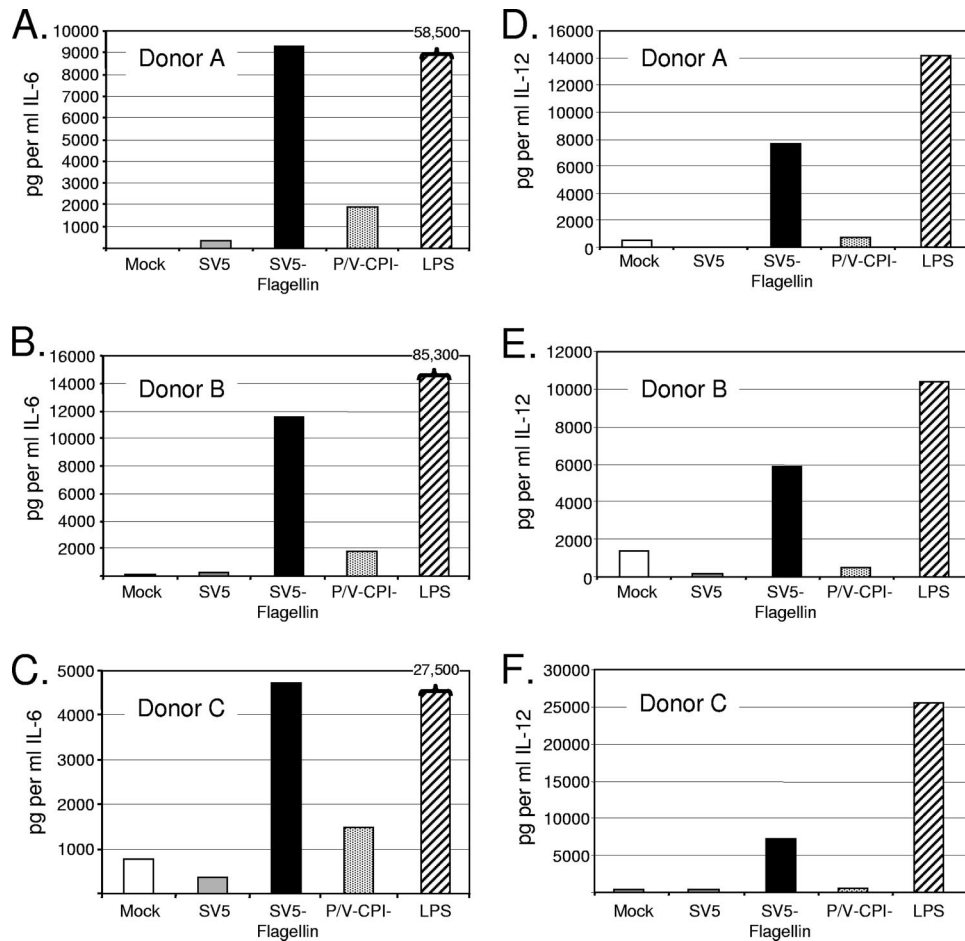 A.
Donor A
58,500
pg per ml IL-6
10000
9000
8000
7000
6000
5000
4000
3000
2000
1000
Mock SV5 SV5- P/V-CPI- LPS
Flagellin
D.
Donor A
pg per ml IL-12
16000
14000
12000
10000
8000
6000
4000
2000
0
Mock SV5 SV5- P/V-CPI- LPS
Flagellin
B.
Donor B
85,300
pg per ml IL-6
16000
14000
12000
10000
8000
6000
4000
2000
Mock SV5 SV5- P/V-CPI- LPS
Flagellin
E.
Donor B
pg per ml IL-12
12000
10000
8000
6000
4000
2000
0
Mock SV5 SV5- P/V-CPI- LPS
Flagellin
C.
Donor C
27,500
pg per ml IL-6
5000
4000
3000
2000
1000
Mock SV5 SV5- P/V-CPI- LPS
Flagellin
F.
Donor C
pg per ml IL-12
30000
25000
20000
15000
10000
5000
Mock SV5 SV5- P/V-CPI- LPS
Flagellin